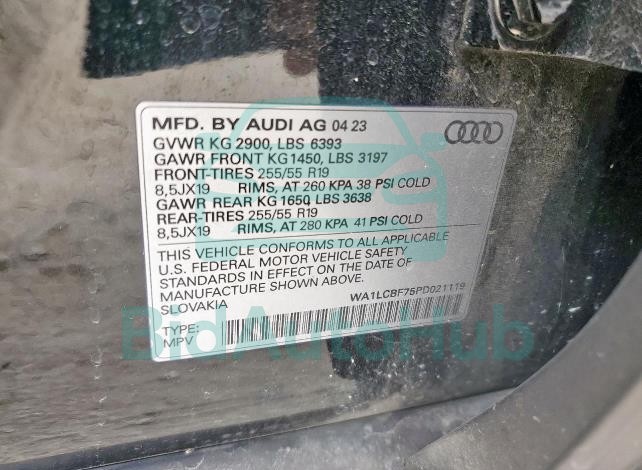 MFD. BY AUDI AG 04 23
GVWR KG 2900, LBS 6393
GAWR FRONT KG 1450, LBS 3197
FRONT-TIRES 255/55 R19
8,5JX19 RIMS, AT 260 KPA 38 PSI COLD
GAWR REAR KG 1650, LBS 3638
REAR-TIRES 255/55 R19
8,5JX19 RIMS, AT 280 KPA 41 PSI COLD
THIS VEHICLE CONFORMS TO ALL APPLICABLE
U.S. FEDERAL MOTOR VEHICLE SAFETY
STANDARDS IN EFFECT ON THE DATE OF
MANUFACTURE SHOWN ABOVE.
SLOVAKIA
WA1LCBF75PD021119
TYPE:
MPV
BidAutoHub